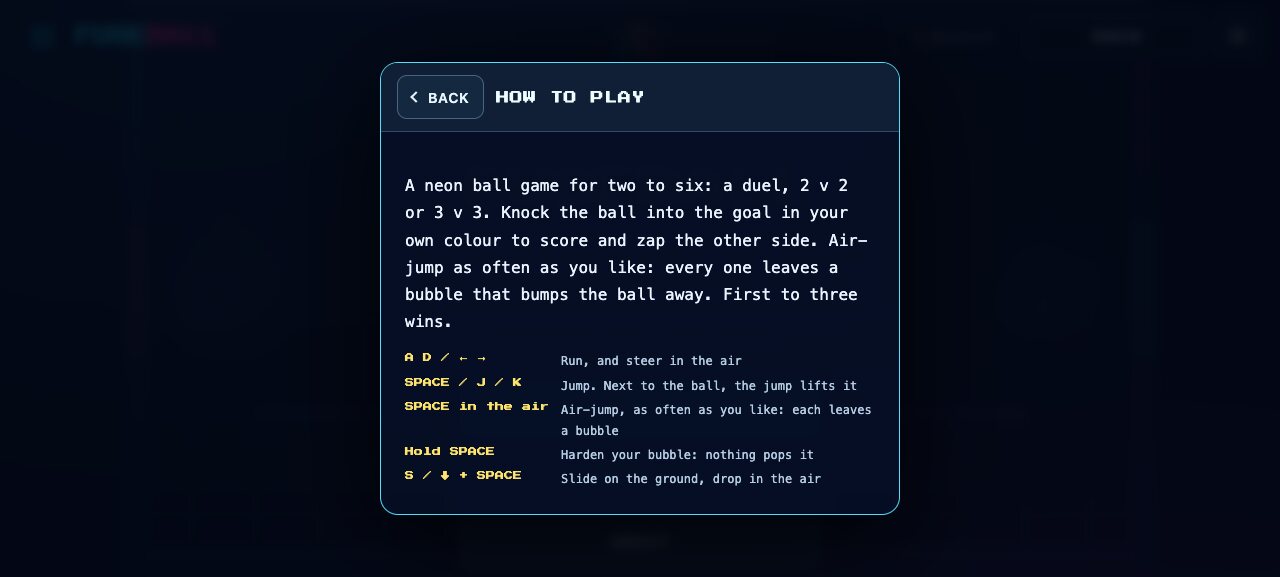 BACK
HOW TO PLAY
A neon ball game for two to six: a duel, 2 v 2
or 3 v 3. Knock the ball into the goal in your
own colour to score and zap the other side. Air-
jump as often as you like: every one leaves a
bubble that bumps the ball away. First to three
wins.
A D / ← → Run, and steer in the air
SPACE / J / K Jump. Next to the ball, the jump lifts it
SPACE in the air Air-jump, as often as you like: each leaves
a bubble
Hold SPACE Harden your bubble: nothing pops it
S / ↓ + SPACE Slide on the ground, drop in the air